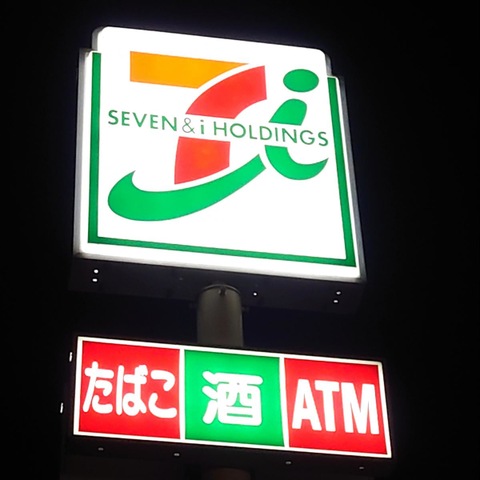 SEVEN & i HOLDINGS
たばこ 酒 ATM